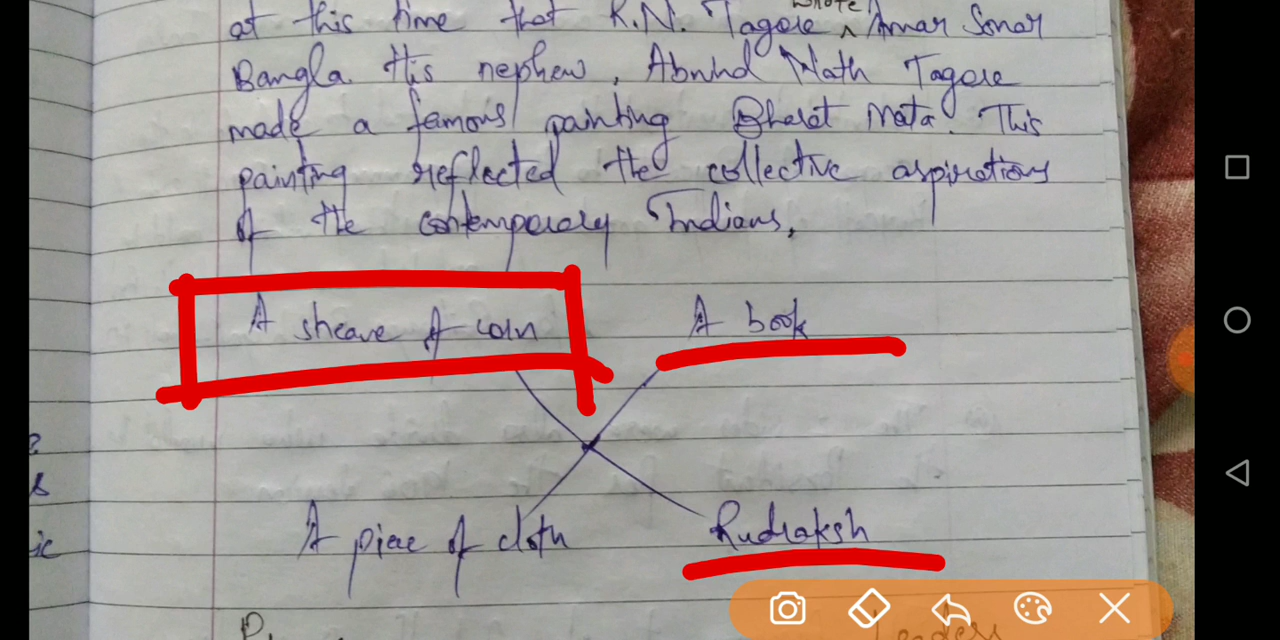 at this time that R.N. Tagore wrote Amar Sonar
Bangla. His nephew, Abnind Nath Tagore
made a famous painting Bharat Mata. This
painting reflected the collective aspirations
of the contemporary Indians.
A sheave of corn A book
A piece of cloth Rudraksh